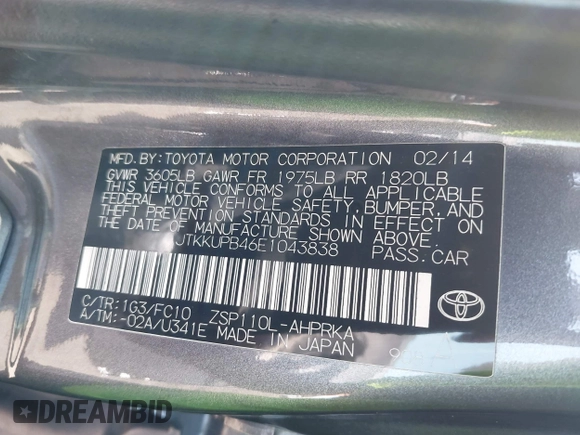 MFD.BY:TOYOTA MOTOR CORPORATION 02/14
GVWR 3605LB GAWR FR 1975LB RR 1820LB
THIS VEHICLE CONFORMS TO ALL APPLICABLE
FEDERAL MOTOR VEHICLE SAFETY,BUMPER, AND
THEFT PREVENTION STANDARDS IN EFFECT ON
THE DATE OF MANUFACTURE SHOWN ABOVE.
JTKKUPB46E1043838 PASS.CAR
C/TR:1G3/FC10 ZSP110L-AHPRKA
A/TM:-02A/U341E MADE IN JAPAN
DREAMBID